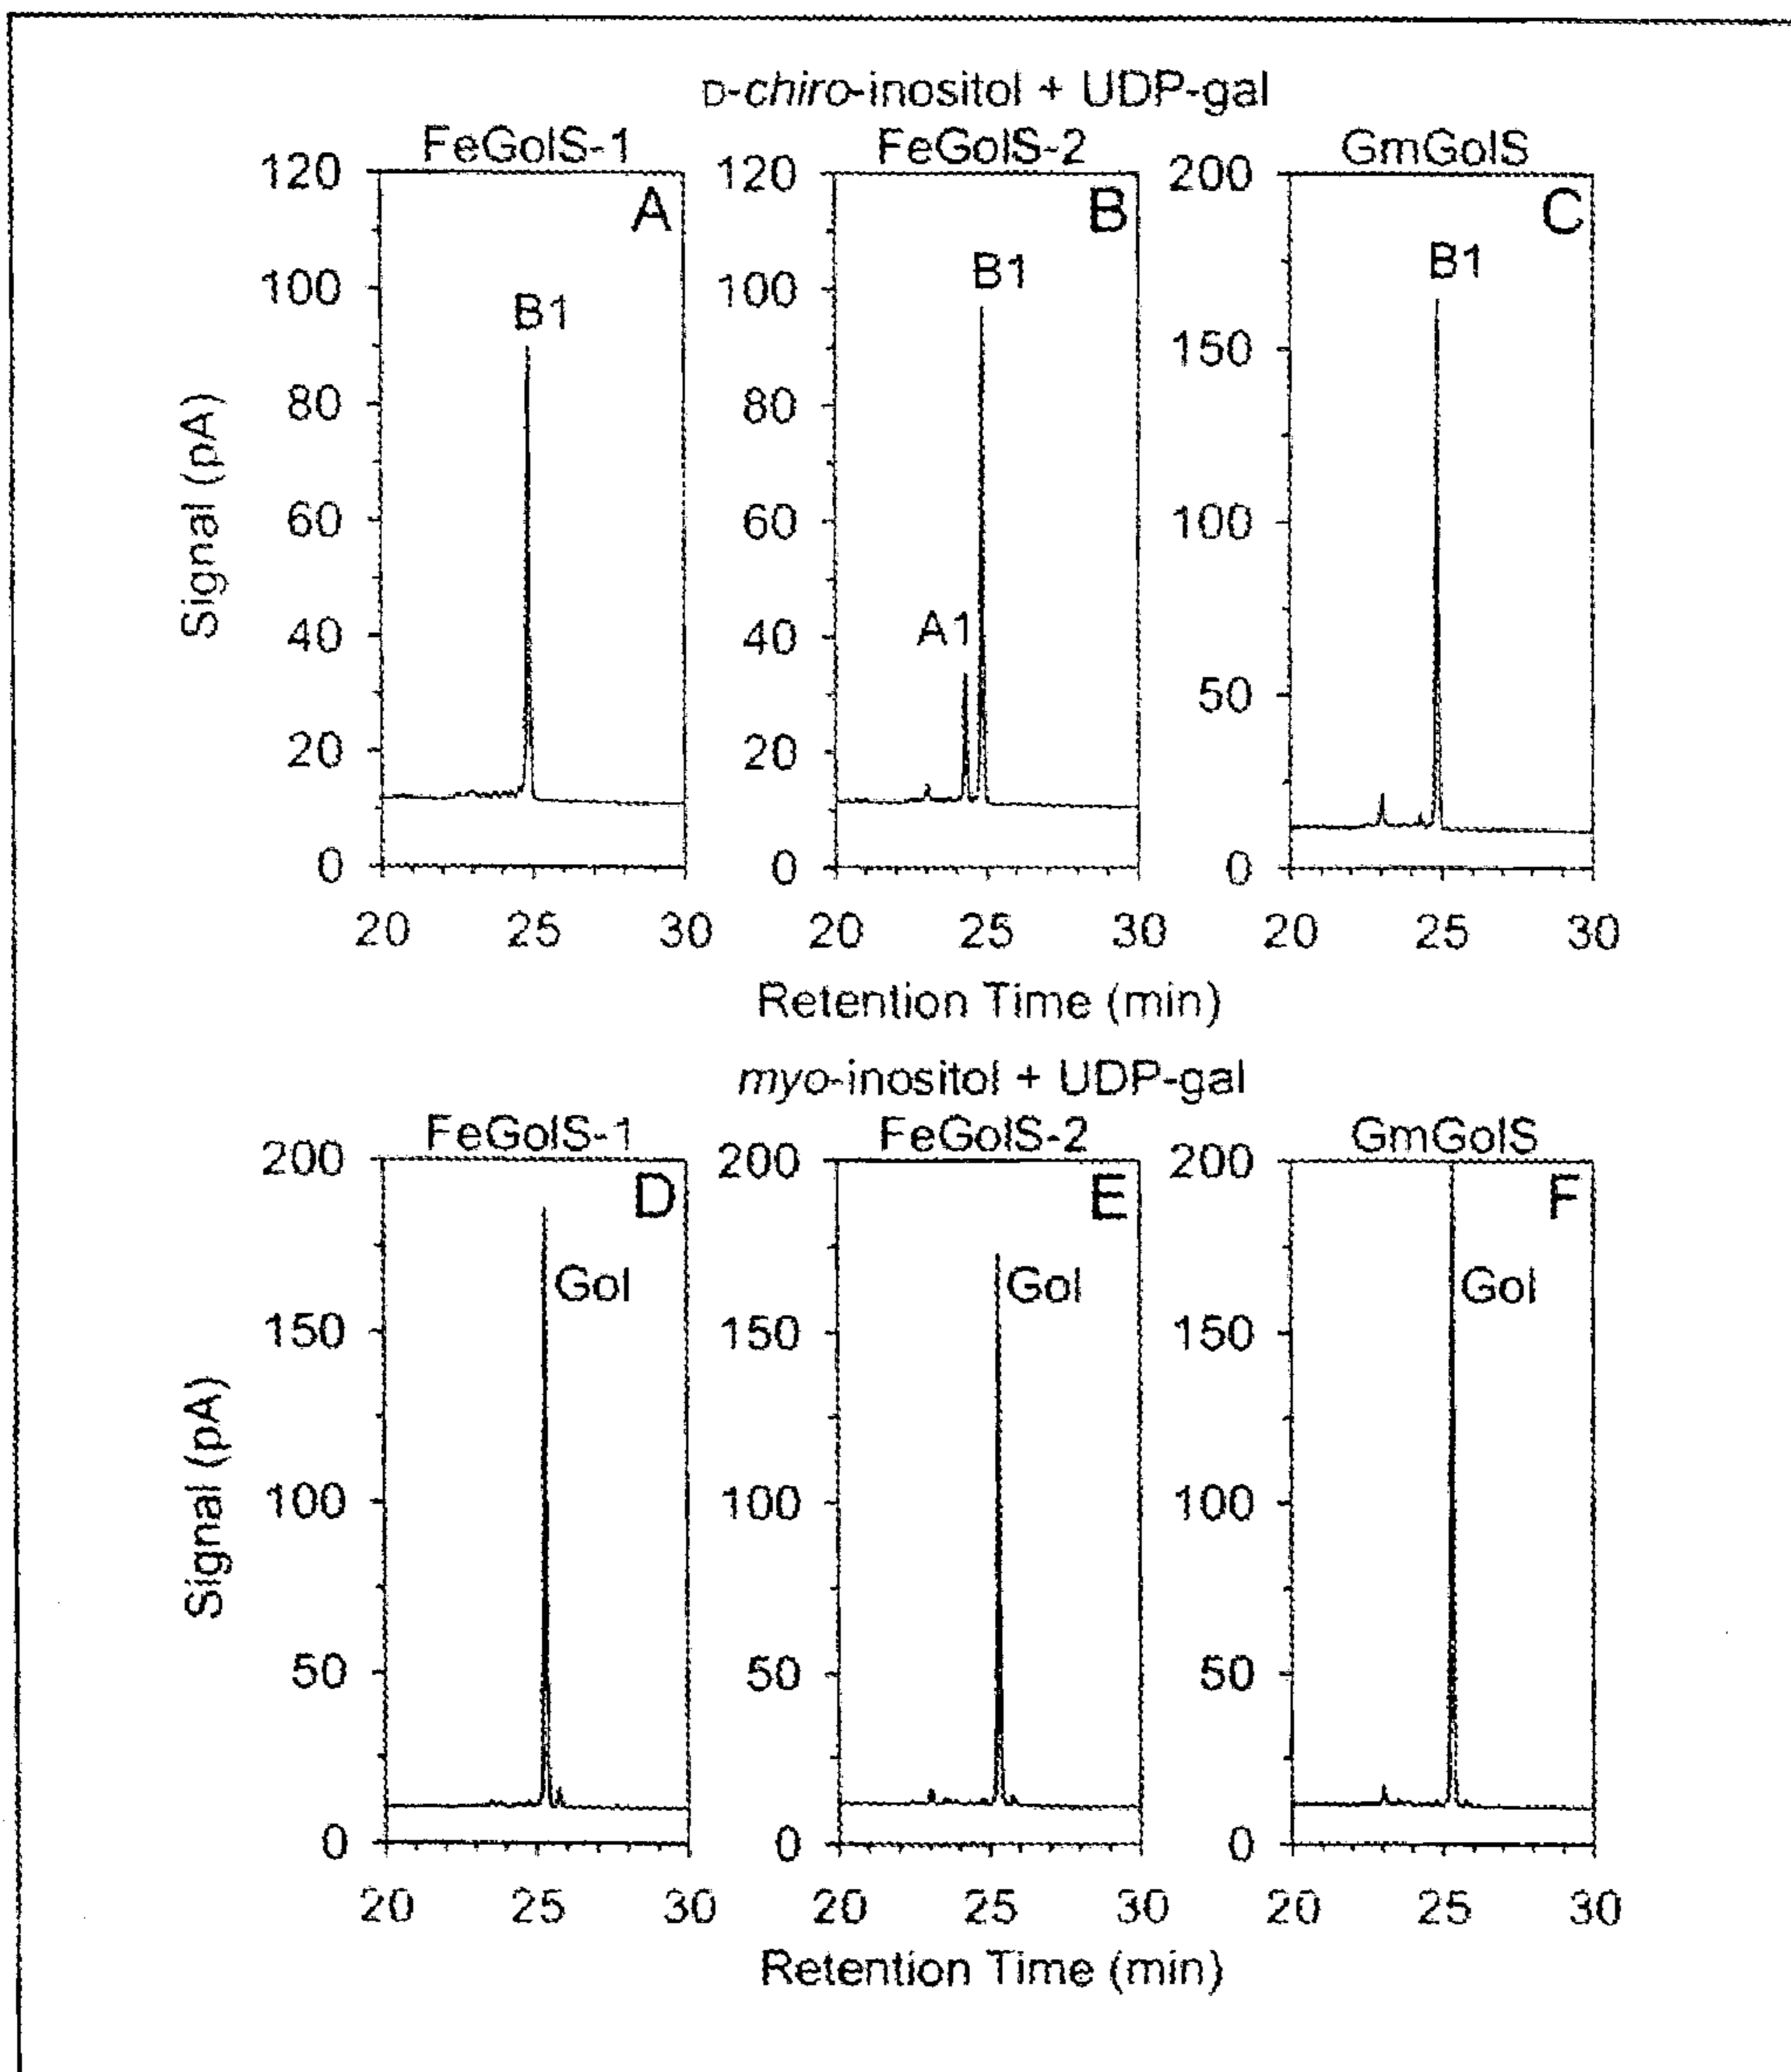 D-chiro-inositol + UDP-gal
FeGolS-1 FeGolS-2 GmGolS
120 120 200
A B C
B1
B1
B1
100 100
150
80 80
Signal (pA)
100
60 60
A1
40 40
50
20 20
0 0 0
20 25 30 20 25 30 20 25 30
Retention Time (min)
myo-inositol + UDP-gal
FeGolS-1 FeGolS-2 GmGolS
200 200 200
D E F
Gol Gol Gol
150 150 150
Signal (pA)
100 100 100
50 50 50
0 0 0
20 25 30 20 25 30 20 25 30
Retention Time (min)